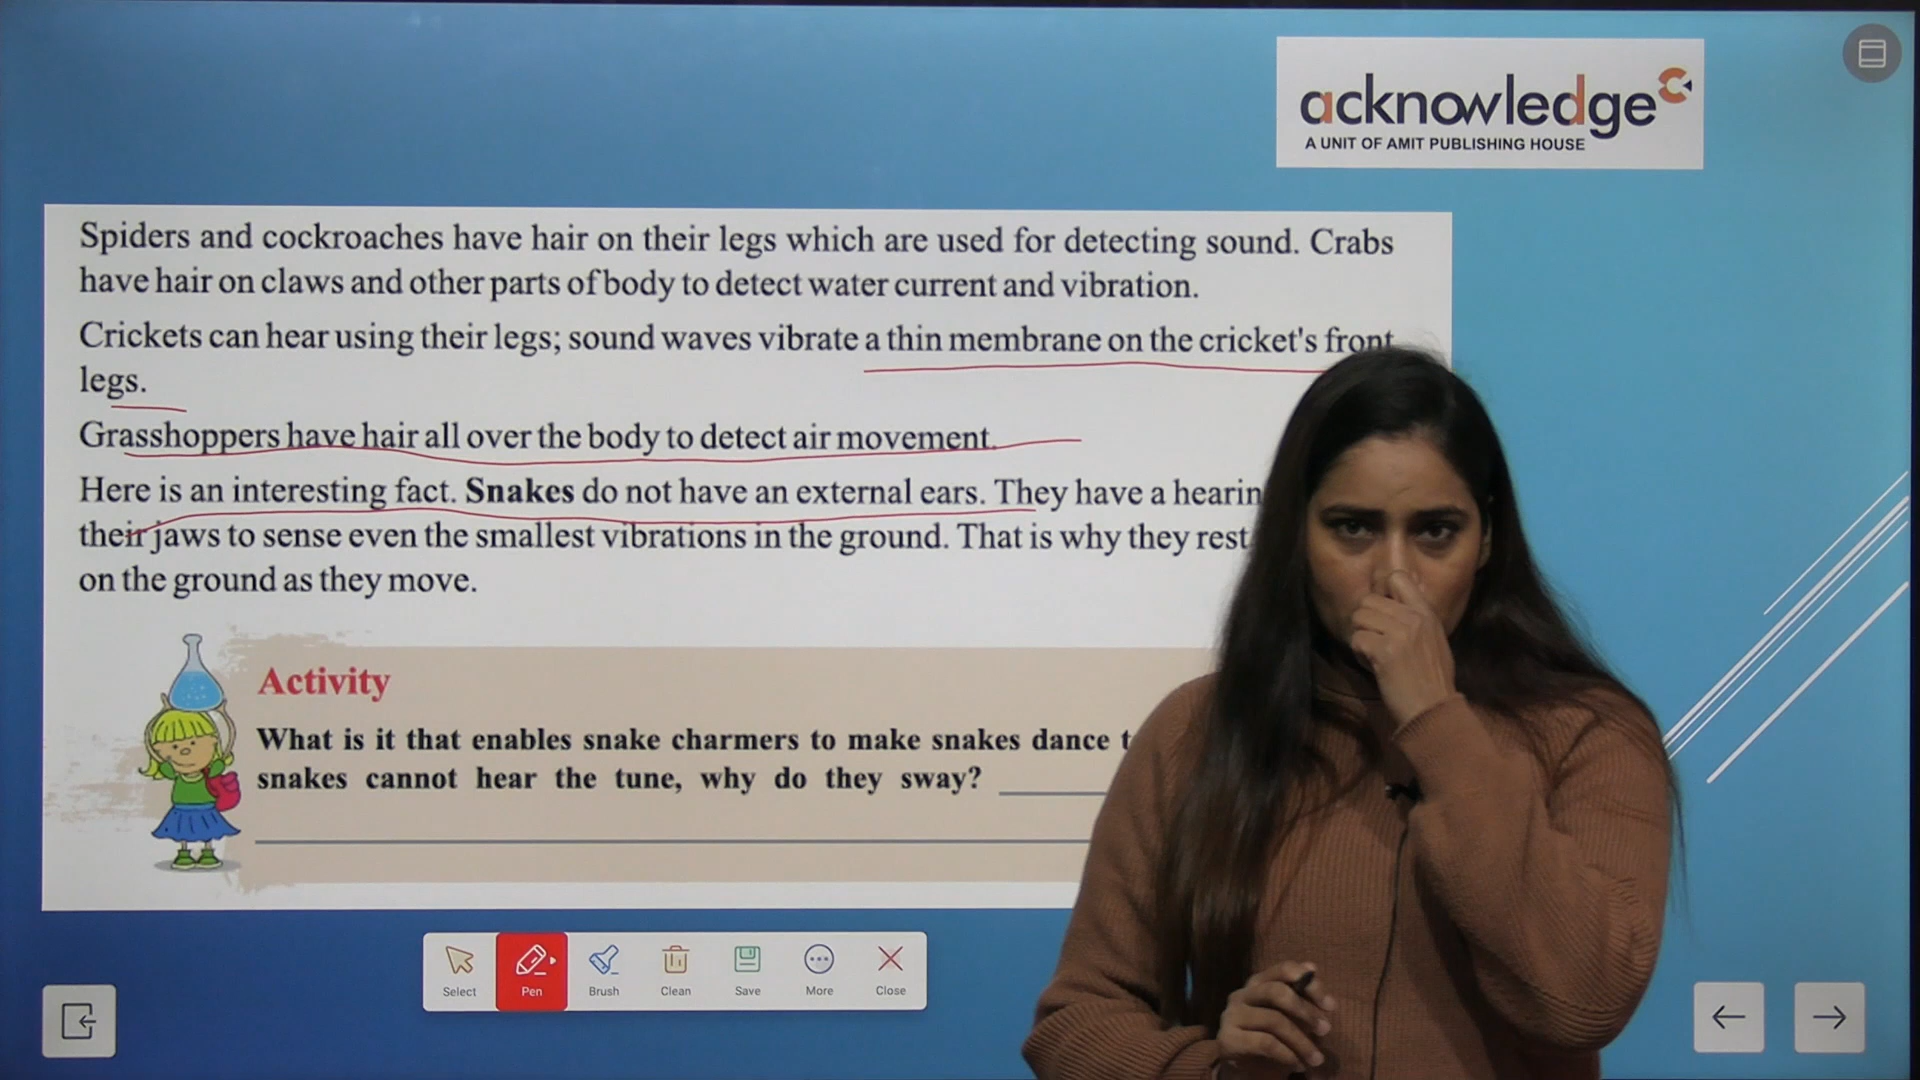 acknowledge
A UNIT OF AMIT PUBLISHING HOUSE
Spiders and cockroaches have hair on their legs which are used for detecting sound. Crabs
have hair on claws and other parts of body to detect water current and vibration.
Crickets can hear using their legs; sound waves vibrate a thin membrane on the cricket's front
legs.
Grasshoppers have hair all over the body to detect air movement.
Here is an interesting fact. Snakes do not have an external ears. They have a hearin
their jaws to sense even the smallest vibrations in the ground. That is why they rest
on the ground as they move.
Activity
What is it that enables snake charmers to make snakes dance t
snakes cannot hear the tune, why do they sway?
Select Pen Brush Clean Save More Close